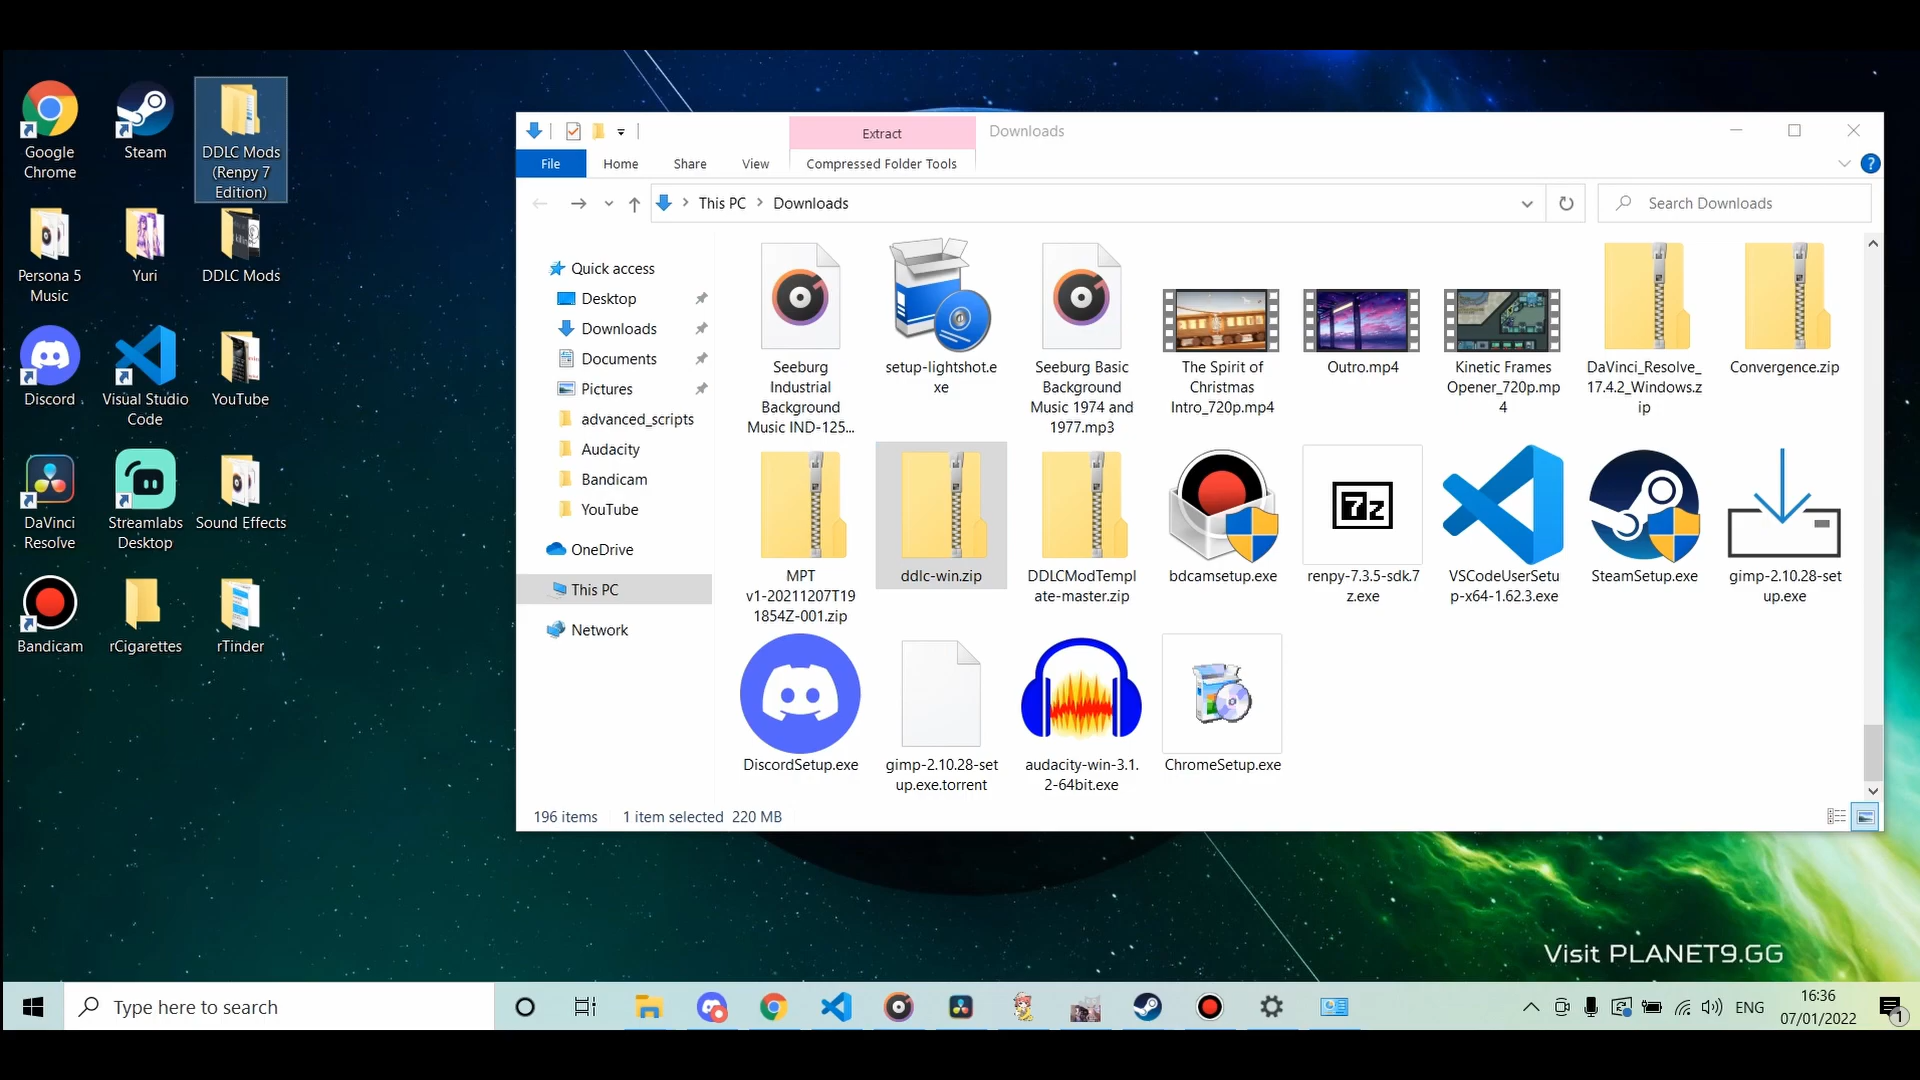 Google
Chrome
Steam
DDLC Mods
(Renpy 7
Edition)
Persona 5
Music
Yuri
DDLC Mods
Discord
Visual Studio
Code
YouTube
DaVinci
Resolve
Streamlabs
Desktop
Sound Effects
Bandicam
rCigarettes
rTinder
Extract
Downloads
File
Home
Share
View
Compressed Folder Tools
This PC
Downloads
Search Downloads
Quick access
Desktop
Downloads
Documents
Pictures
advanced_scripts
Audacity
Bandicam
YouTube
OneDrive
This PC
Network
Seeburg
Industrial
Background
Music IND-125...
setup-lightshot.e
xe
Seeburg Basic
Background
Music 1974 and
1977.mp3
The Spirit of
Christmas
Intro_720p.mp4
Outro.mp4
Kinetic Frames
Opener_720p.mp
4
DaVinci_Resolve_
17.4.2_Windows.z
ip
Convergence.zip
MPT
v1-20211207T19
1854Z-001.zip
ddlc-win.zip
DDLCModTempl
ate-master.zip
bdcamsetup.exe
7z
renpy-7.3.5-sdk.7
z.exe
VSCodeUserSetu
p-x64-1.62.3.exe
SteamSetup.exe
gimp-2.10.28-set
up.exe
DiscordSetup.exe
gimp-2.10.28-set
up.exe.torrent
audacity-win-3.1.
2-64bit.exe
ChromeSetup.exe
196 items
1 item selected 220 MB
Visit PLANET9.GG
Type here to search
ENG
16:36
07/01/2022
1